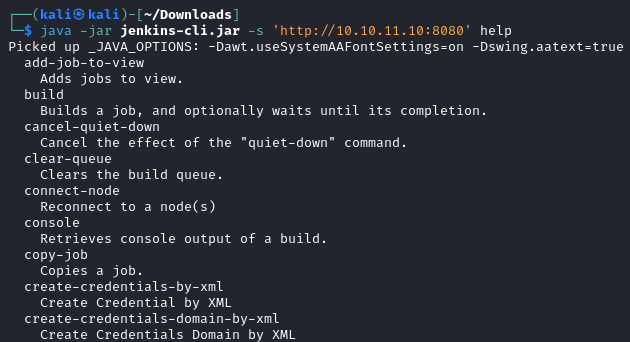 ┌──(kali㉿kali)-[~/Downloads]
└─$ java -jar jenkins-cli.jar -s 'http://10.10.11.10:8080' help
Picked up _JAVA_OPTIONS: -Dawt.useSystemAAFontSettings=on -Dswing.aatext=true
  add-job-to-view
    Adds jobs to view.
  build
    Builds a job, and optionally waits until its completion.
  cancel-quiet-down
    Cancel the effect of the "quiet-down" command.
  clear-queue
    Clears the build queue.
  connect-node
    Reconnect to a node(s)
  console
    Retrieves console output of a build.
  copy-job
    Copies a job.
  create-credentials-by-xml
    Create Credential by XML
  create-credentials-domain-by-xml
    Create Credentials Domain by XML